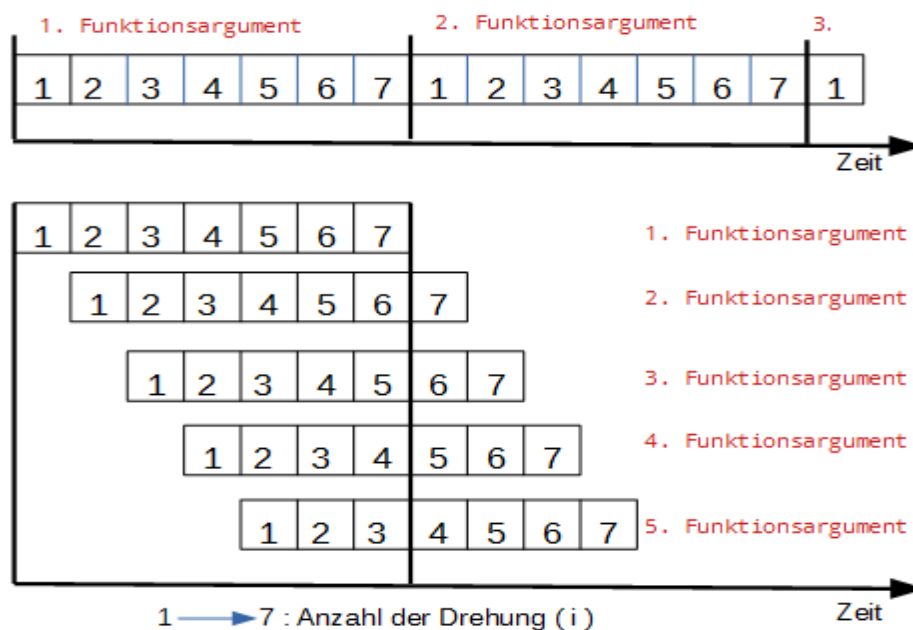 1. Funktionsargument 2. Funktionsargument 3.
1 2 3 4 5 6 7 1 2 3 4 5 6 7 1
Zeit
1 2 3 4 5 6 7 1. Funktionsargument
1 2 3 4 5 6 7 2. Funktionsargument
1 2 3 4 5 6 7 3. Funktionsargument
1 2 3 4 5 6 7 4. Funktionsargument
1 2 3 4 5 6 7 5. Funktionsargument
Zeit
1 → 7 : Anzahl der Drehung ( i )